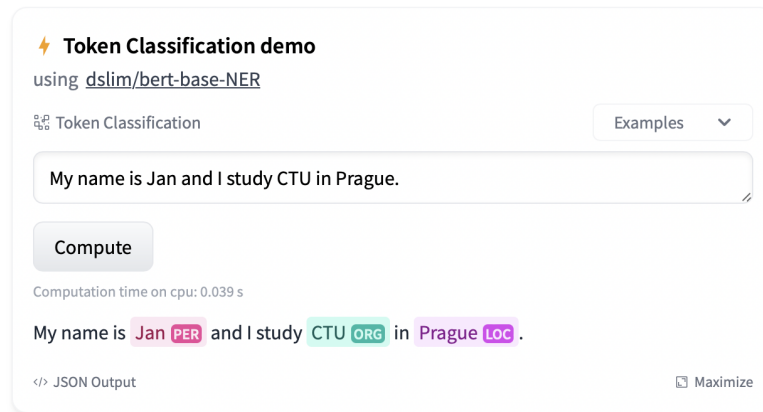 Token Classification demo
using dslim/bert-base-NER
Token Classification
Examples
My name is Jan and I study CTU in Prague.
Compute
Computation time on cpu: 0.039 s
My name is Jan PER and I study CTU ORG in Prague LOC .
</> JSON Output
Maximize